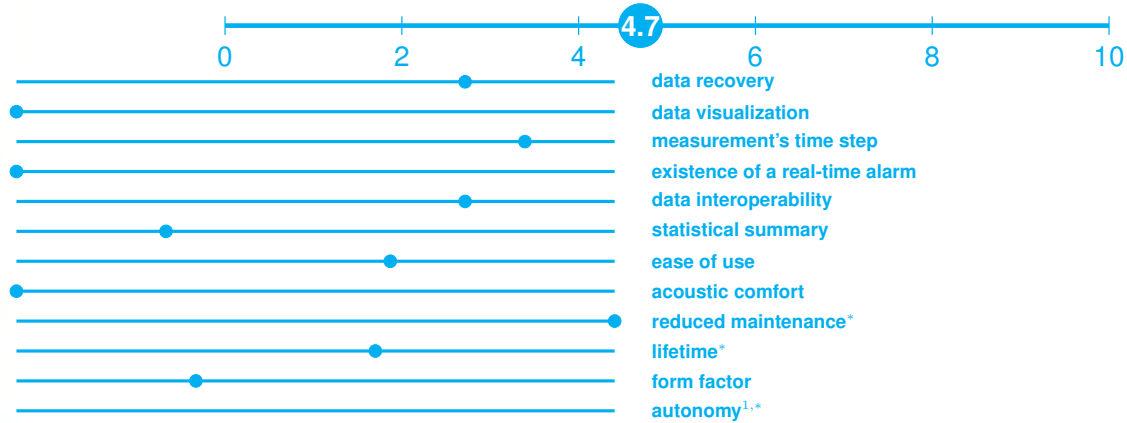 4.7
0 2 4 6 8 10
data recovery
data visualization
measurement's time step
existence of a real-time alarm
data interoperability
statistical summary
ease of use
acoustic comfort
reduced maintenance*
lifetime*
form factor
autonomy1,*